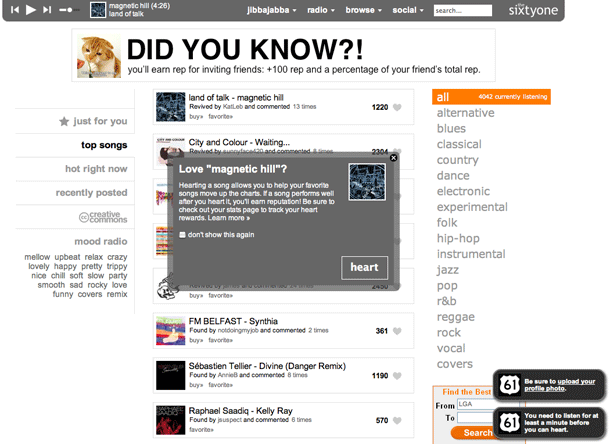 magnetic hill (4:26)
land of talk
jibbajabba
radio
browse
social
search...
the
sixtyone
DID YOU KNOW?!
you'll earn rep for inviting friends: +100 rep and a percentage of your friend's total rep.
just for you
top songs
hot right now
recently posted
creative
commons
mood radio
mellow upbeat relax crazy
lovely happy pretty trippy
nice chill soft slow party
smooth sad rocky love
funny covers remix
land of talk - magnetic hill
Revived by KatLeb and commented 13 times
buy» favorite»
1220
City and Colour - Waiting...
Revived by sunnyface420 and commented 8 times
2304
Love "magnetic hill"?
Hearting a song allows you to help your favorite
songs move up the charts. If a song performs well
after you heart it, you'll earn reputation! Be sure to
check out your stats page to track your heart
rewards. Learn more »
don't show this again
heart
buy» favorite»
2450
FM BELFAST - Synthia
Found by notdoingmyjob and commented 2 times
buy» favorite»
361
Sébastien Tellier - Divine (Danger Remix)
Found by AnnieB and commented 6 times
buy» favorite»
1190
Raphael Saadiq - Kelly Ray
Found by jsuspect and commented 5 times
buy» favorite»
570
all
4042 currently listening
alternative
blues
classical
country
dance
electronic
experimental
folk
hip-hop
instrumental
jazz
pop
r&b
reggae
rock
vocal
covers
Find the Best
From LGA
To
Search
61
Be sure to upload your
profile photo.
61
You need to listen for at
least a minute before
you can heart.